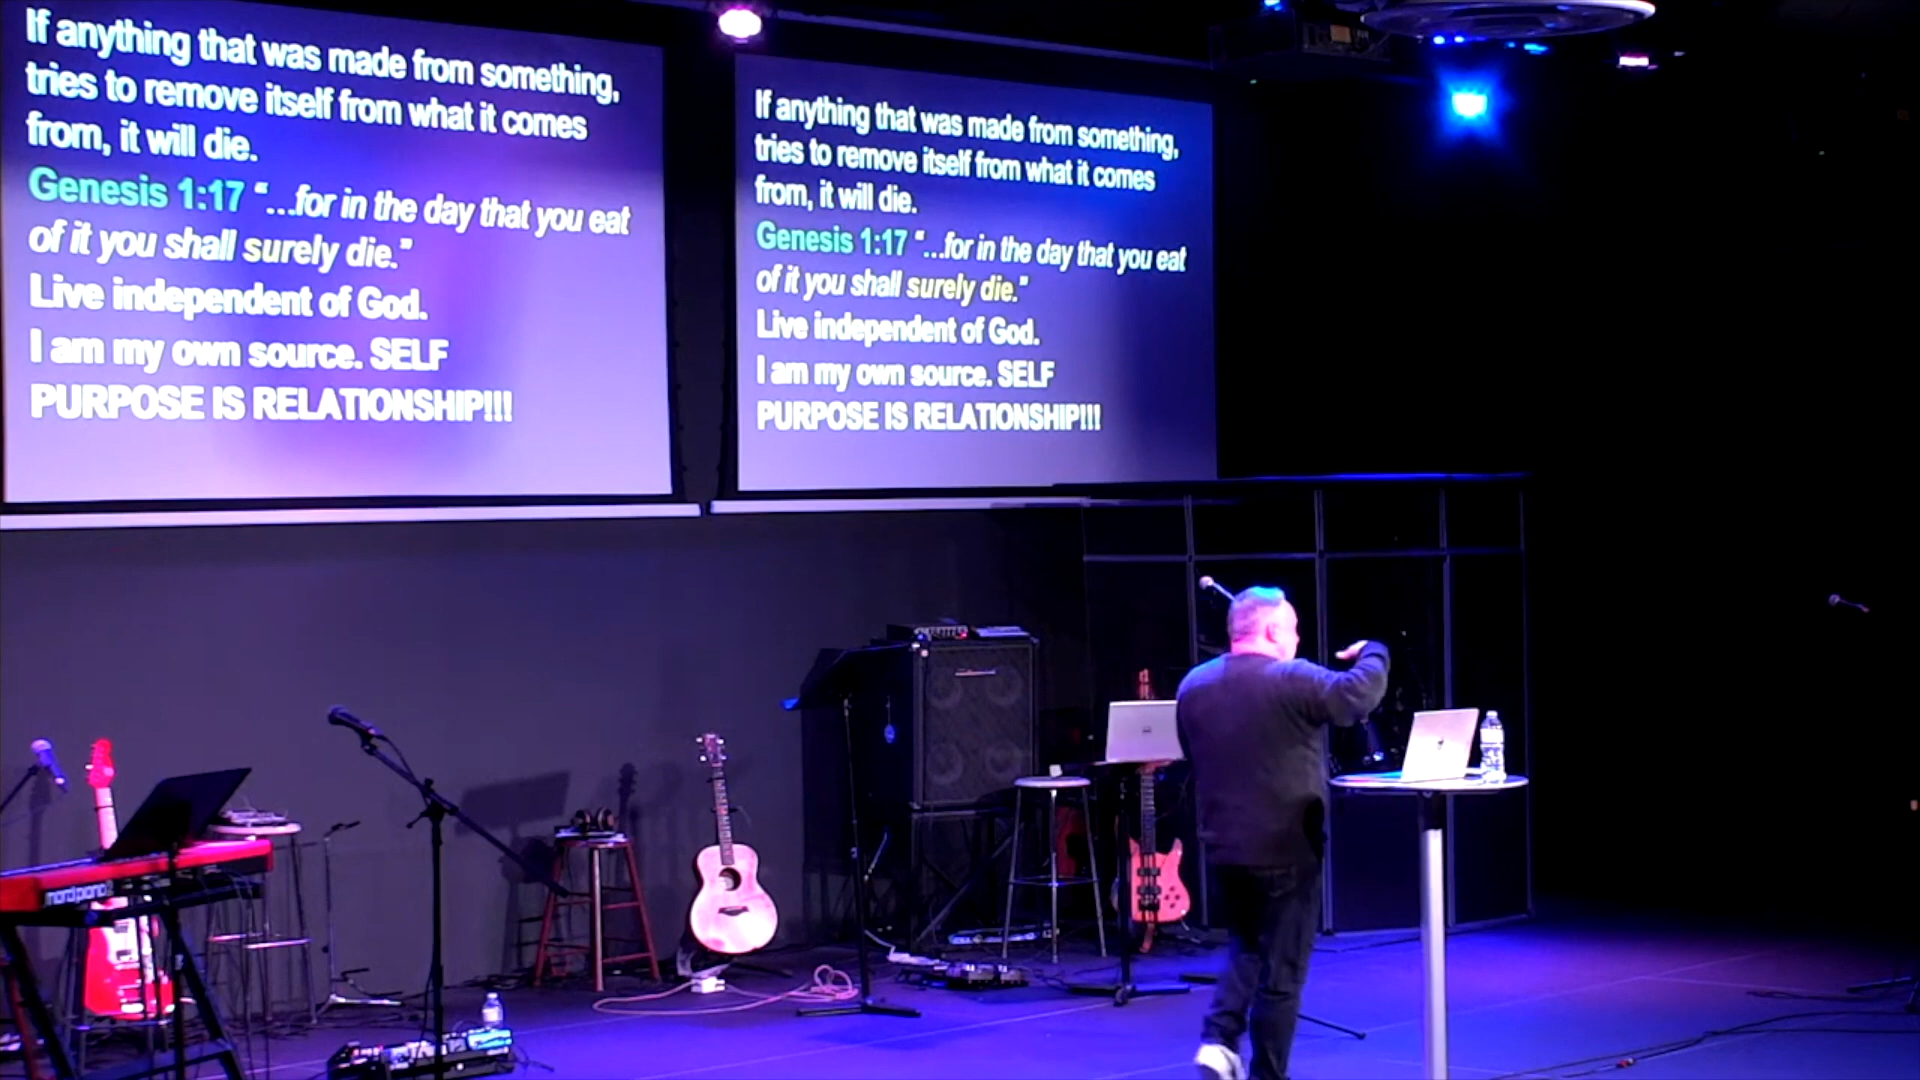 If anything that was made from something,
tries to remove itself from what it comes
from, it will die.
Genesis 1:17 “...for in the day that you eat
of it you shall surely die.”
Live independent of God.
I am my own source. SELF
PURPOSE IS RELATIONSHIP!!!
If anything that was made from something,
tries to remove itself from what it comes
from, it will die.
Genesis 1:17 “...for in the day that you eat
of it you shall surely die.”
Live independent of God.
I am my own source. SELF
PURPOSE IS RELATIONSHIP!!!
nord piano